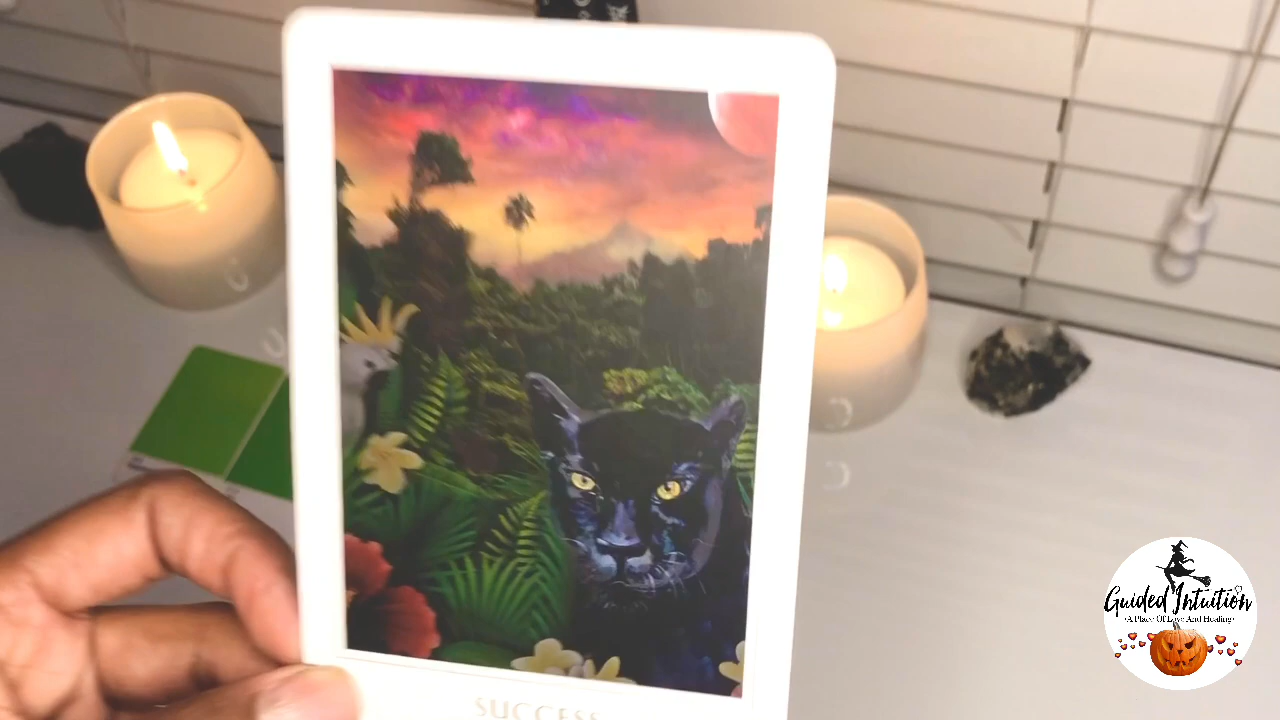 SUCCESS
Guided Intuition
•A Place Of Love And Healing•